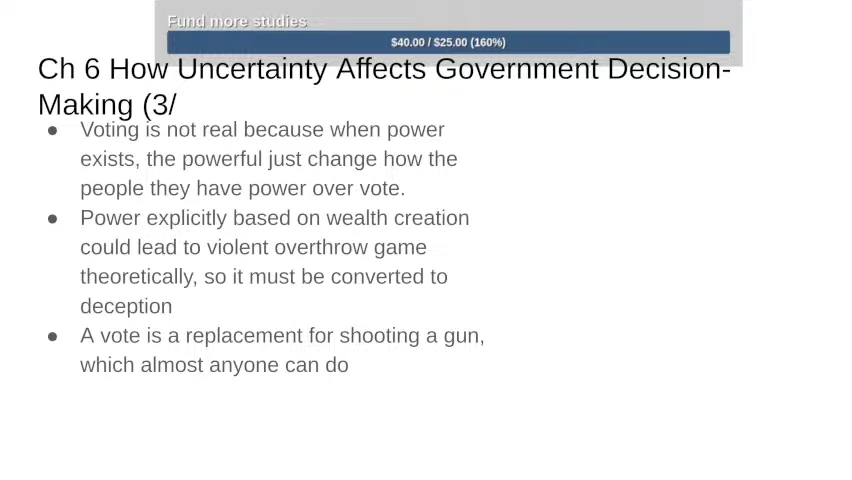 Fund more studies
$40.00 / $25.00 (160%)
Ch 6 How Uncertainty Affects Government Decision-
Making (3/
● Voting is not real because when power
exists, the powerful just change how the
people they have power over vote.
● Power explicitly based on wealth creation
could lead to violent overthrow game
theoretically, so it must be converted to
deception
● A vote is a replacement for shooting a gun,
which almost anyone can do